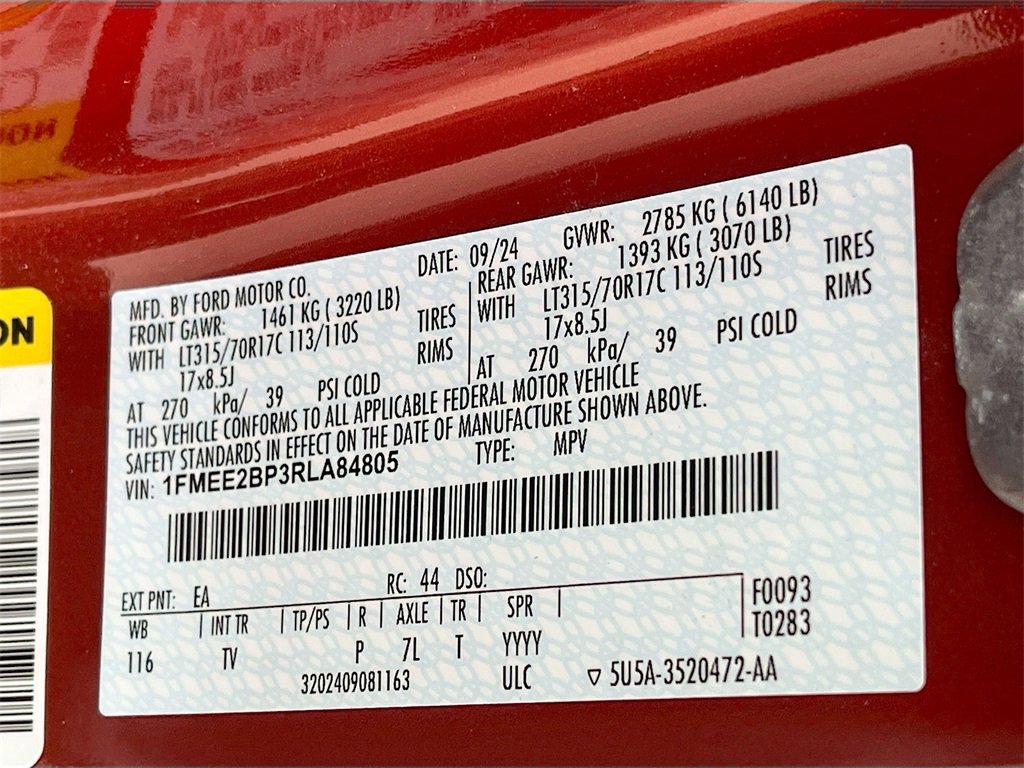 ON
MFD. BY FORD MOTOR CO.
DATE: 09/24
GVWR: 2785 KG ( 6140 LB)
FRONT GAWR: 1461 KG ( 3220 LB)
WITH LT315/70R17C 113/110S TIRES
17x8.5J RIMS
AT 270 kPa/ 39 PSI COLD
REAR GAWR: 1393 KG ( 3070 LB)
WITH LT315/70R17C 113/110S TIRES
17x8.5J RIMS
AT 270 kPa/ 39 PSI COLD
THIS VEHICLE CONFORMS TO ALL APPLICABLE FEDERAL MOTOR VEHICLE
SAFETY STANDARDS IN EFFECT ON THE DATE OF MANUFACTURE SHOWN ABOVE.
VIN: 1FMEE2BP3RLA84805 TYPE: MPV
EXT PNT: EA RC: 44 DSO:
WB | INT TR | TP/PS | R | AXLE | TR | SPR |
116 TV P 7L T YYYY
F0093
T0283
3202409081163 ULC ▽ 5U5A-3520472-AA